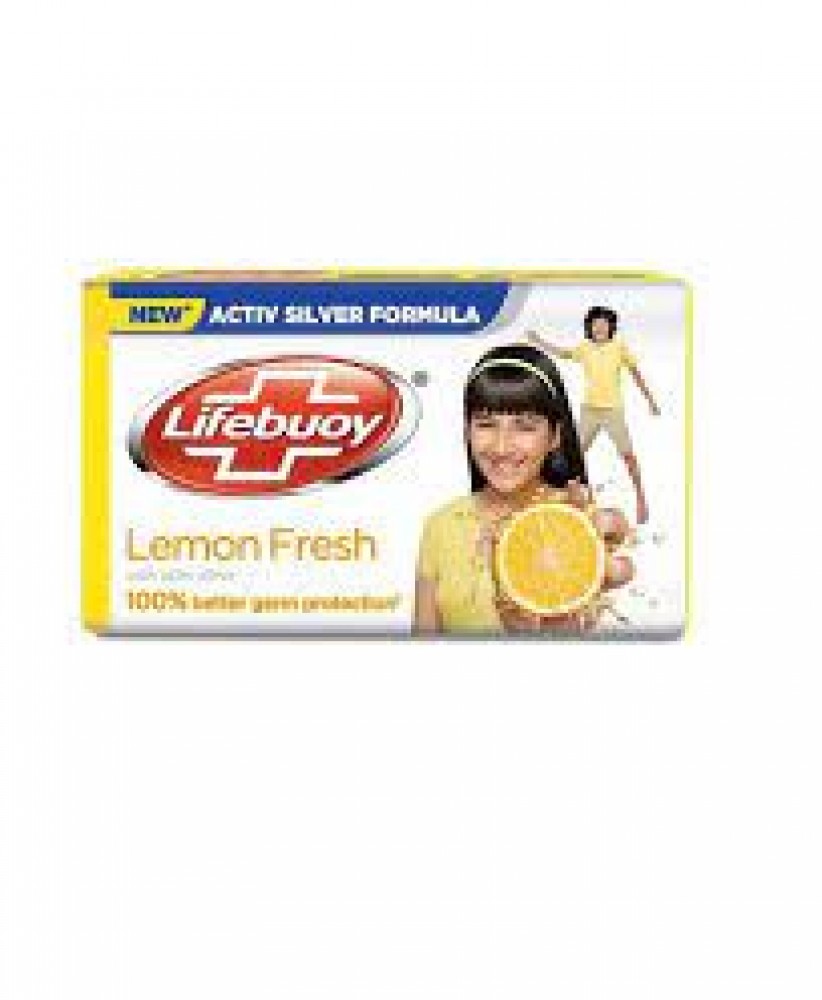 NEW* ACTIV SILVER FORMULA
Lifebuoy®
Lemon Fresh
100% better germ protection